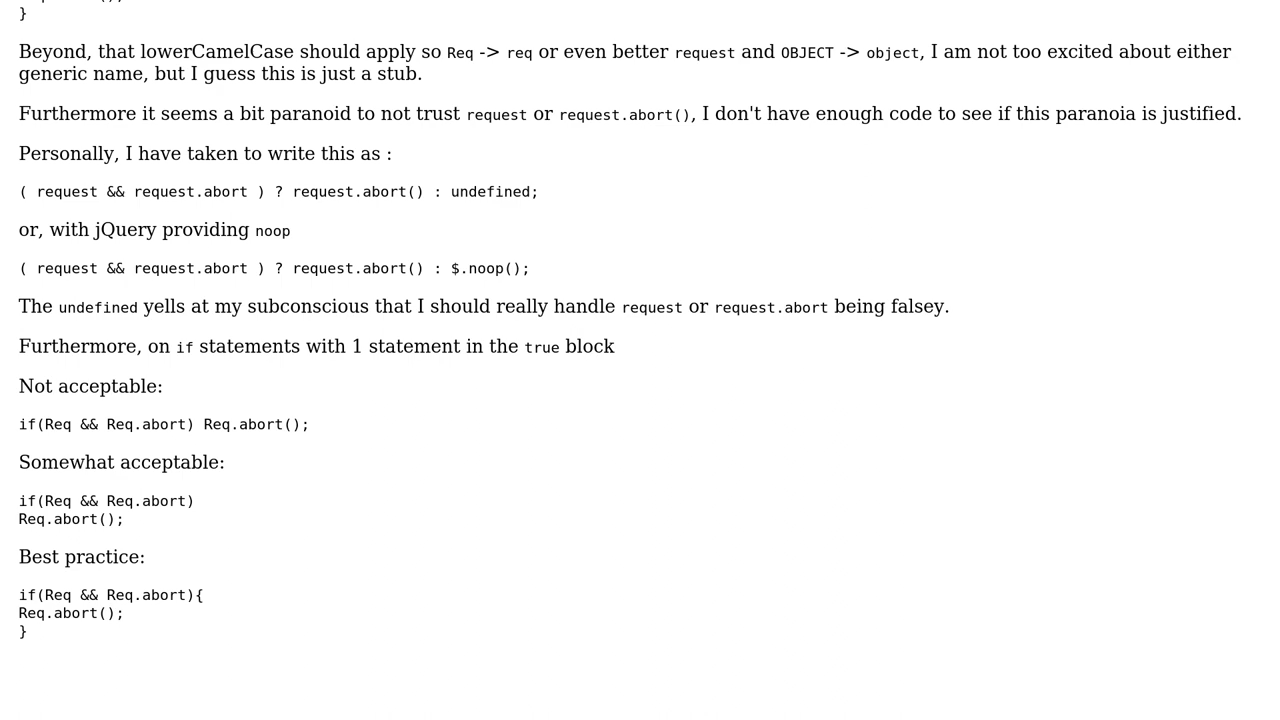 }
Beyond, that lowerCamelCase should apply so Req -> req or even better request and OBJECT -> object, I am not too excited about either
generic name, but I guess this is just a stub.
Furthermore it seems a bit paranoid to not trust request or request.abort(), I don't have enough code to see if this paranoia is justified.
Personally, I have taken to write this as :
( request && request.abort ) ? request.abort() : undefined;
or, with jQuery providing noop
( request && request.abort ) ? request.abort() : $.noop();
The undefined yells at my subconscious that I should really handle request or request.abort being falsey.
Furthermore, on if statements with 1 statement in the true block
Not acceptable:
if(Req && Req.abort) Req.abort();
Somewhat acceptable:
if(Req && Req.abort)
Req.abort();
Best practice:
if(Req && Req.abort){
Req.abort();
}